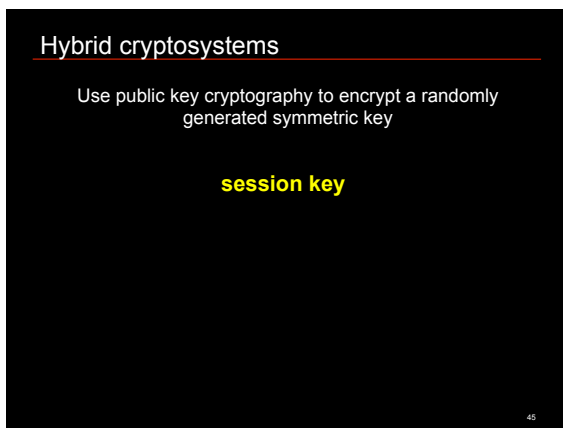 Hybrid cryptosystems
Use public key cryptography to encrypt a randomly
generated symmetric key
session key
45